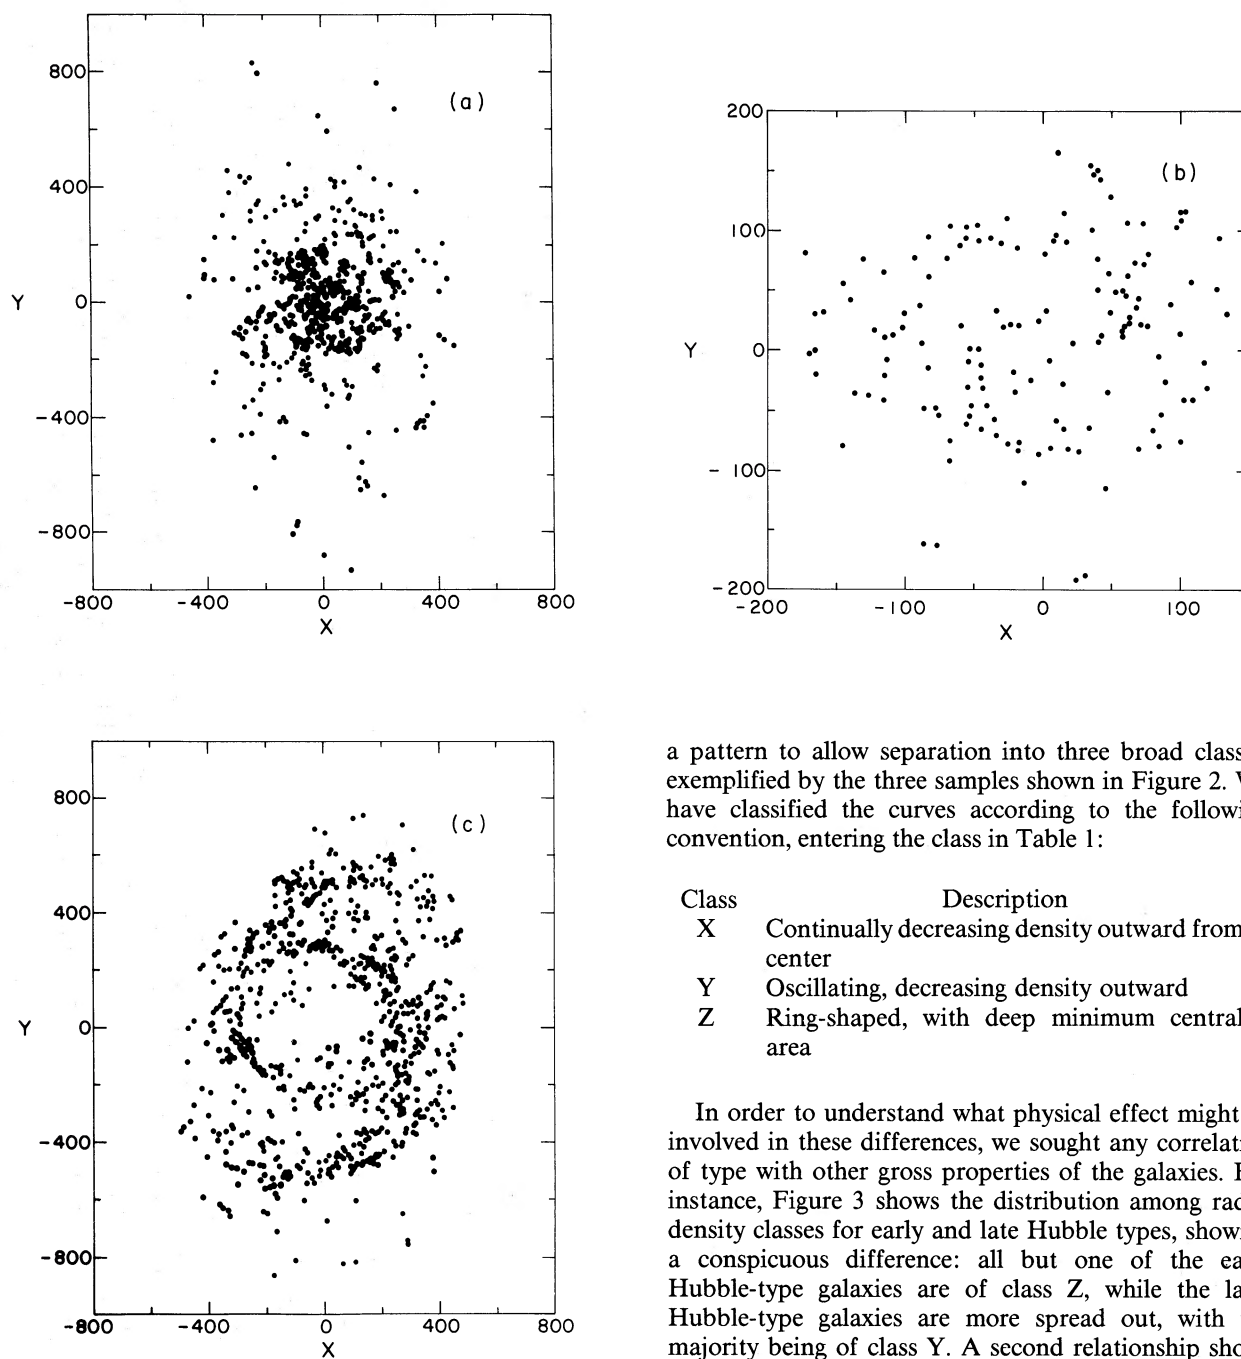 (a)
800
400
Y
0
-400
-800
-800 -400 0 400 800
X
200
(b)
100
Y
0
- 100
- 200
- 200 - 100 0 100
X
(c)
800
400
Y
0
-400
-800
-800 -400 0 400 800
X
a pattern to allow separation into three broad class
exemplified by the three samples shown in Figure 2.
have classified the curves according to the followi
convention, entering the class in Table 1:
Class Description
X Continually decreasing density outward from
center
Y Oscillating, decreasing density outward
Z Ring-shaped, with deep minimum central
area
In order to understand what physical effect might
involved in these differences, we sought any correlati
of type with other gross properties of the galaxies.
instance, Figure 3 shows the distribution among rad
density classes for early and late Hubble types, show
a conspicuous difference: all but one of the ea
Hubble-type galaxies are of class Z, while the la
Hubble-type galaxies are more spread out, with
majority being of class Y. A second relationship sho